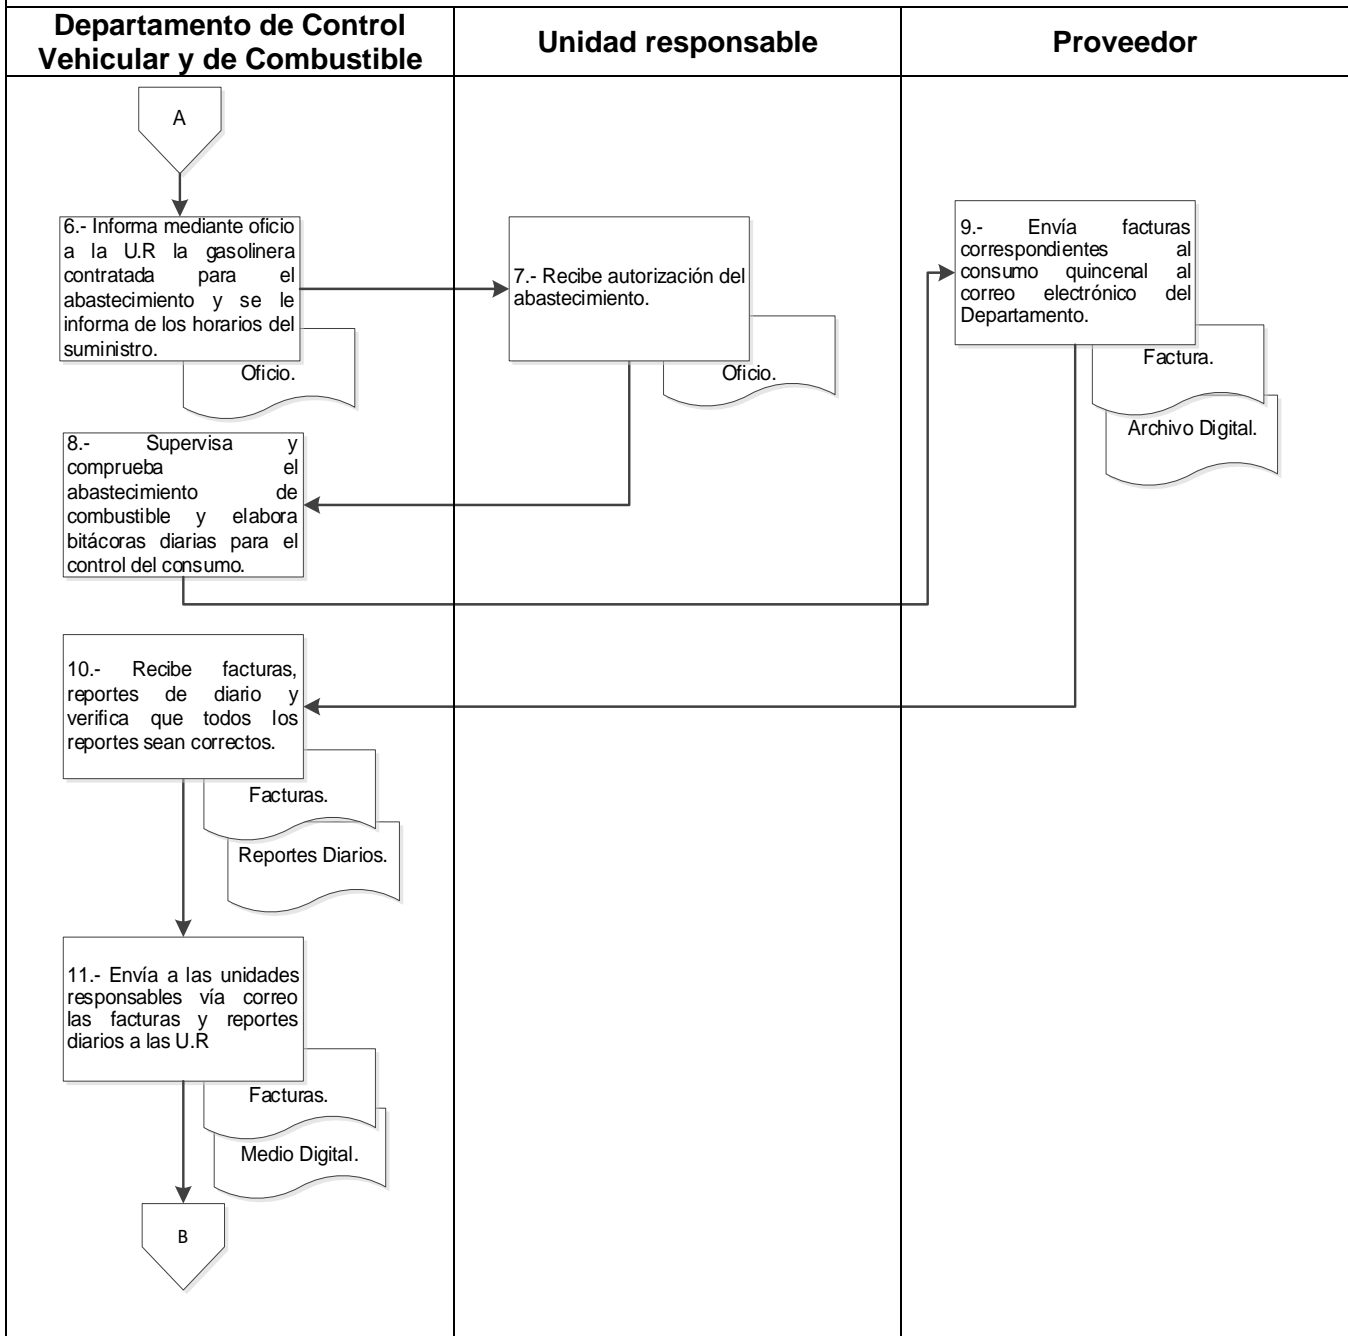 Departamento de Control
Vehicular y de Combustible
Unidad responsable
Proveedor
A
6.- Informa mediante oficio
a la U.R la gasolinera
contratada para el
abastecimiento y se le
informa de los horarios del
suministro.
Oficio.
7.- Recibe autorización del
abastecimiento.
Oficio.
8.- Supervisa y
comprueba el
abastecimiento de
combustible y elabora
bitácoras diarias para el
control del consumo.
9.- Envía facturas
correspondientes al
consumo quincenal al
correo electrónico del
Departamento.
Factura.
Archivo Digital.
10.- Recibe facturas,
reportes de diario y
verifica que todos los
reportes sean correctos.
Facturas.
Reportes Diarios.
11.- Envía a las unidades
responsables vía correo
las facturas y reportes
diarios a las U.R
Facturas.
Medio Digital.
B